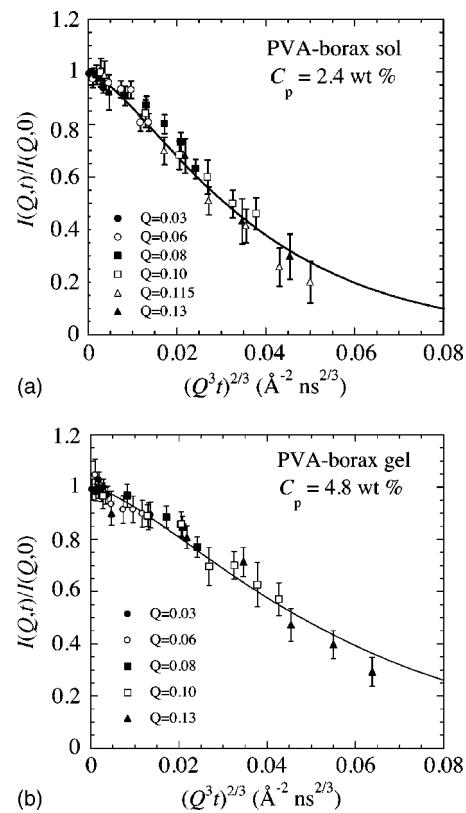 PVA-borax sol
C_p = 2.4 wt %
I(Q,t)/I(Q,0)
1.2
1
0.8
0.6
0.4
0.2
0
Q=0.03
Q=0.06
Q=0.08
Q=0.10
Q=0.115
Q=0.13
0 0.02 0.04 0.06 0.08
(a)
(Q³t)^{2/3} (Å⁻² ns^{2/3})
PVA-borax gel
C_p = 4.8 wt %
I(Q,t)/I(Q,0)
1.2
1
0.8
0.6
0.4
0.2
0
Q=0.03
Q=0.06
Q=0.08
Q=0.10
Q=0.13
0 0.02 0.04 0.06 0.08
(b)
(Q³t)^{2/3} (Å⁻² ns^{2/3})